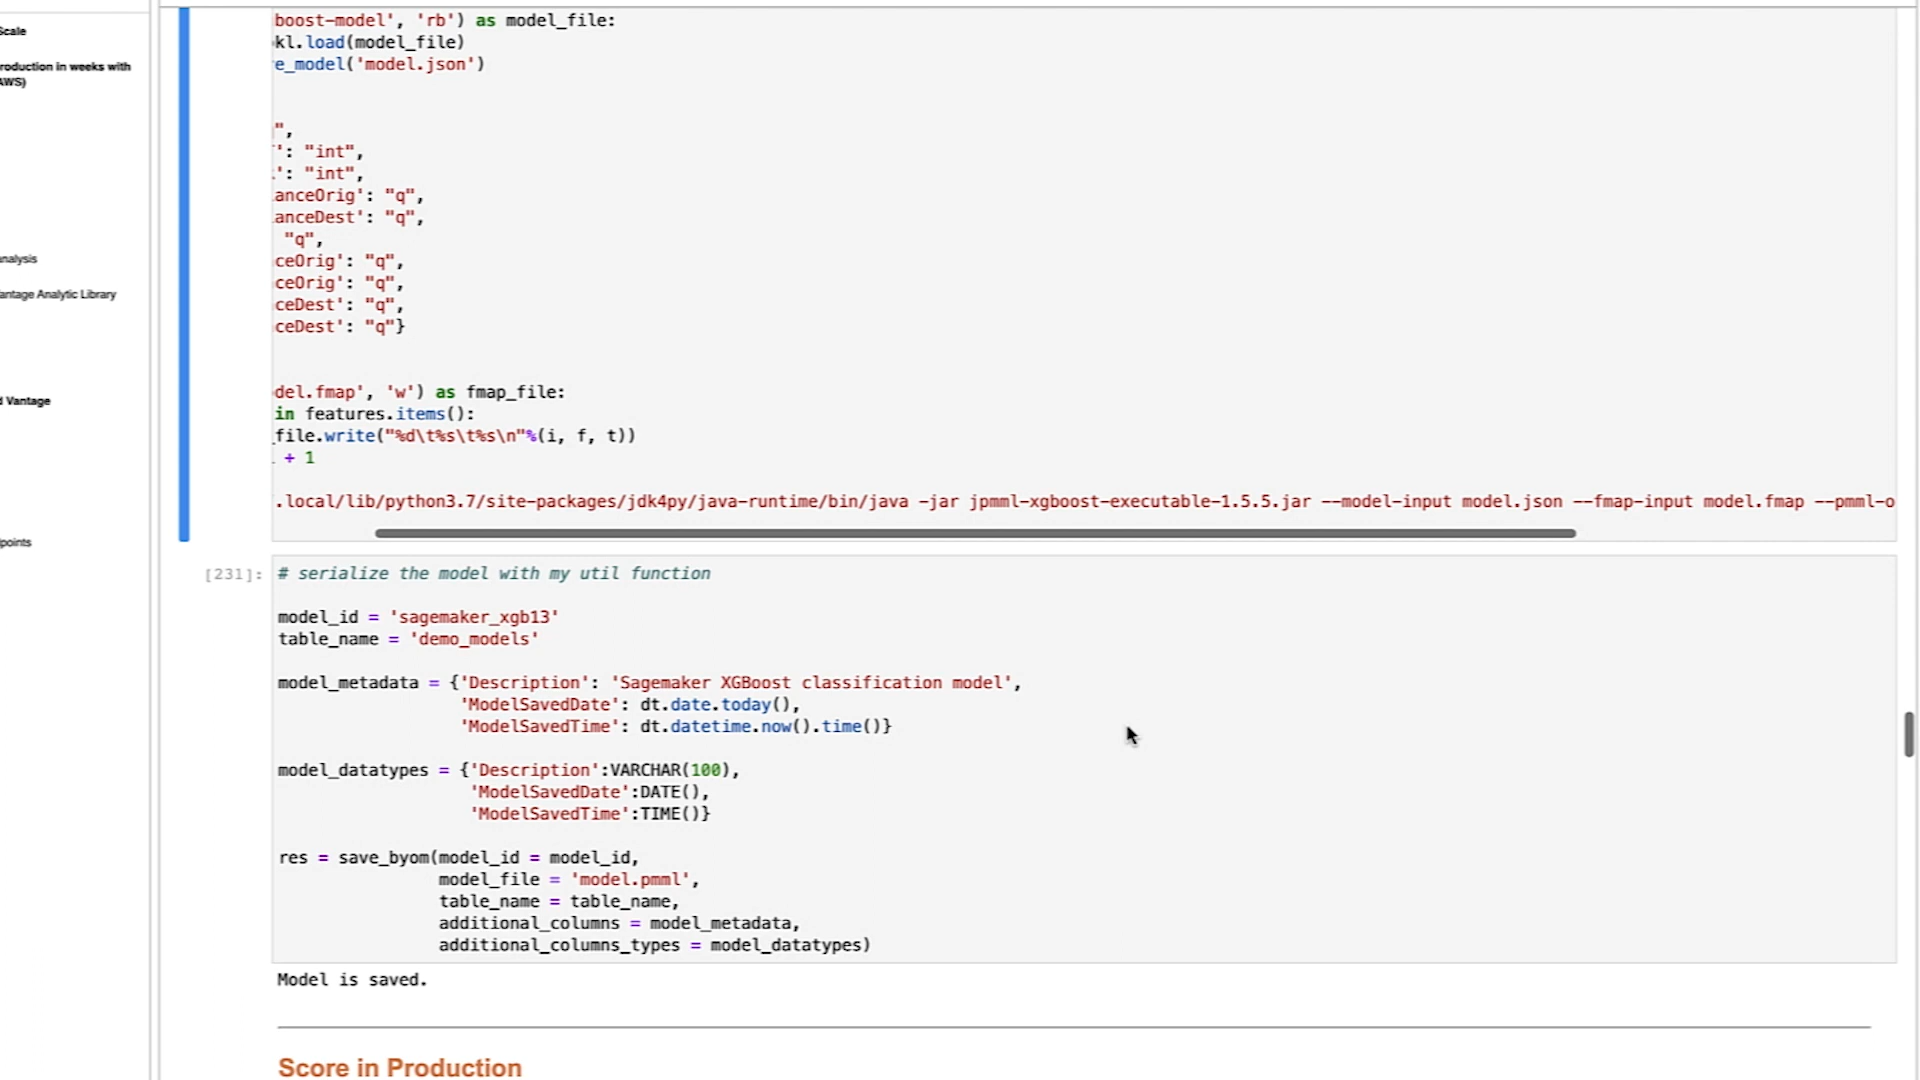 Scale
roduction in weeks with
AWS)
analysis
antage Analytic Library
d Vantage
points
boost-model', 'rb') as model_file:
kl.load(model_file)
e_model('model.json')
",
': "int",
': "int",
anceOrig': "q",
anceDest': "q",
"q",
ceOrig': "q",
ceOrig': "q",
ceDest': "q",
ceDest': "q"}
del.fmap', 'w') as fmap_file:
in features.items():
_file.write("%d\t%s\t%s\n"%(i, f, t))
+ 1
.local/lib/python3.7/site-packages/jdk4py/java-runtime/bin/java -jar jpmml-xgboost-executable-1.5.5.jar --model-input model.json --fmap-input model.fmap --pmml-o
[231]:
# serialize the model with my util function
model_id = 'sagemaker_xgb13'
table_name = 'demo_models'
model_metadata = {'Description': 'Sagemaker XGBoost classification model',
'ModelSavedDate': dt.date.today(),
'ModelSavedTime': dt.datetime.now().time()}
model_datatypes = {'Description':VARCHAR(100),
'ModelSavedDate':DATE(),
'ModelSavedTime':TIME()}
res = save_byom(model_id = model_id,
model_file = 'model.pmml',
table_name = table_name,
additional_columns = model_metadata,
additional_columns_types = model_datatypes)
Model is saved.
Score in Production